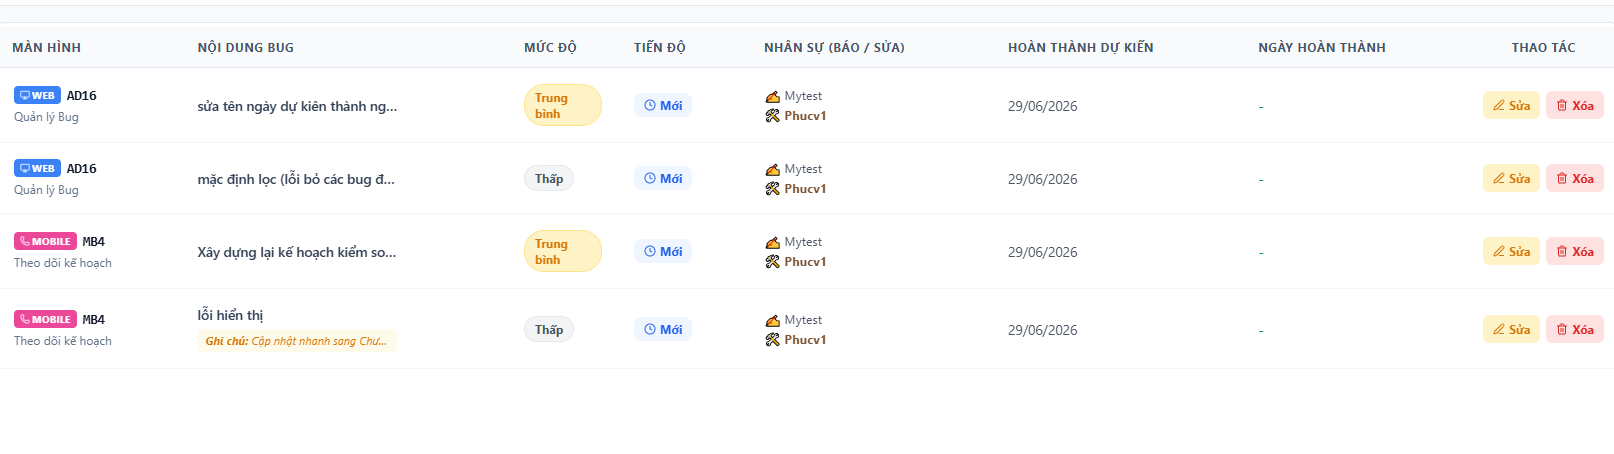 MÀN HÌNH NỘI DUNG BUG MỨC ĐỘ TIẾN ĐỘ NHÂN SỰ (BÁO / SỬA) HOÀN THÀNH DỰ KIẾN NGÀY HOÀN THÀNH THAO TÁC
WEB AD16
Quản lý Bug
sửa tên ngày dự kiên thành ng...
Trung
bình
Mới
Mytest
Phucv1
29/06/2026
-
Sửa Xóa
WEB AD16
Quản lý Bug
mặc định lọc (lỗi bỏ các bug đ...
Thấp
Mới
Mytest
Phucv1
29/06/2026
-
Sửa Xóa
MOBILE MB4
Theo dõi kế hoạch
Xây dựng lại kế hoạch kiểm so...
Trung
bình
Mới
Mytest
Phucv1
29/06/2026
-
Sửa Xóa
MOBILE MB4
Theo dõi kế hoạch
lỗi hiển thị
Ghi chú: Cập nhật nhanh sang Chư...
Thấp
Mới
Mytest
Phucv1
29/06/2026
-
Sửa Xóa